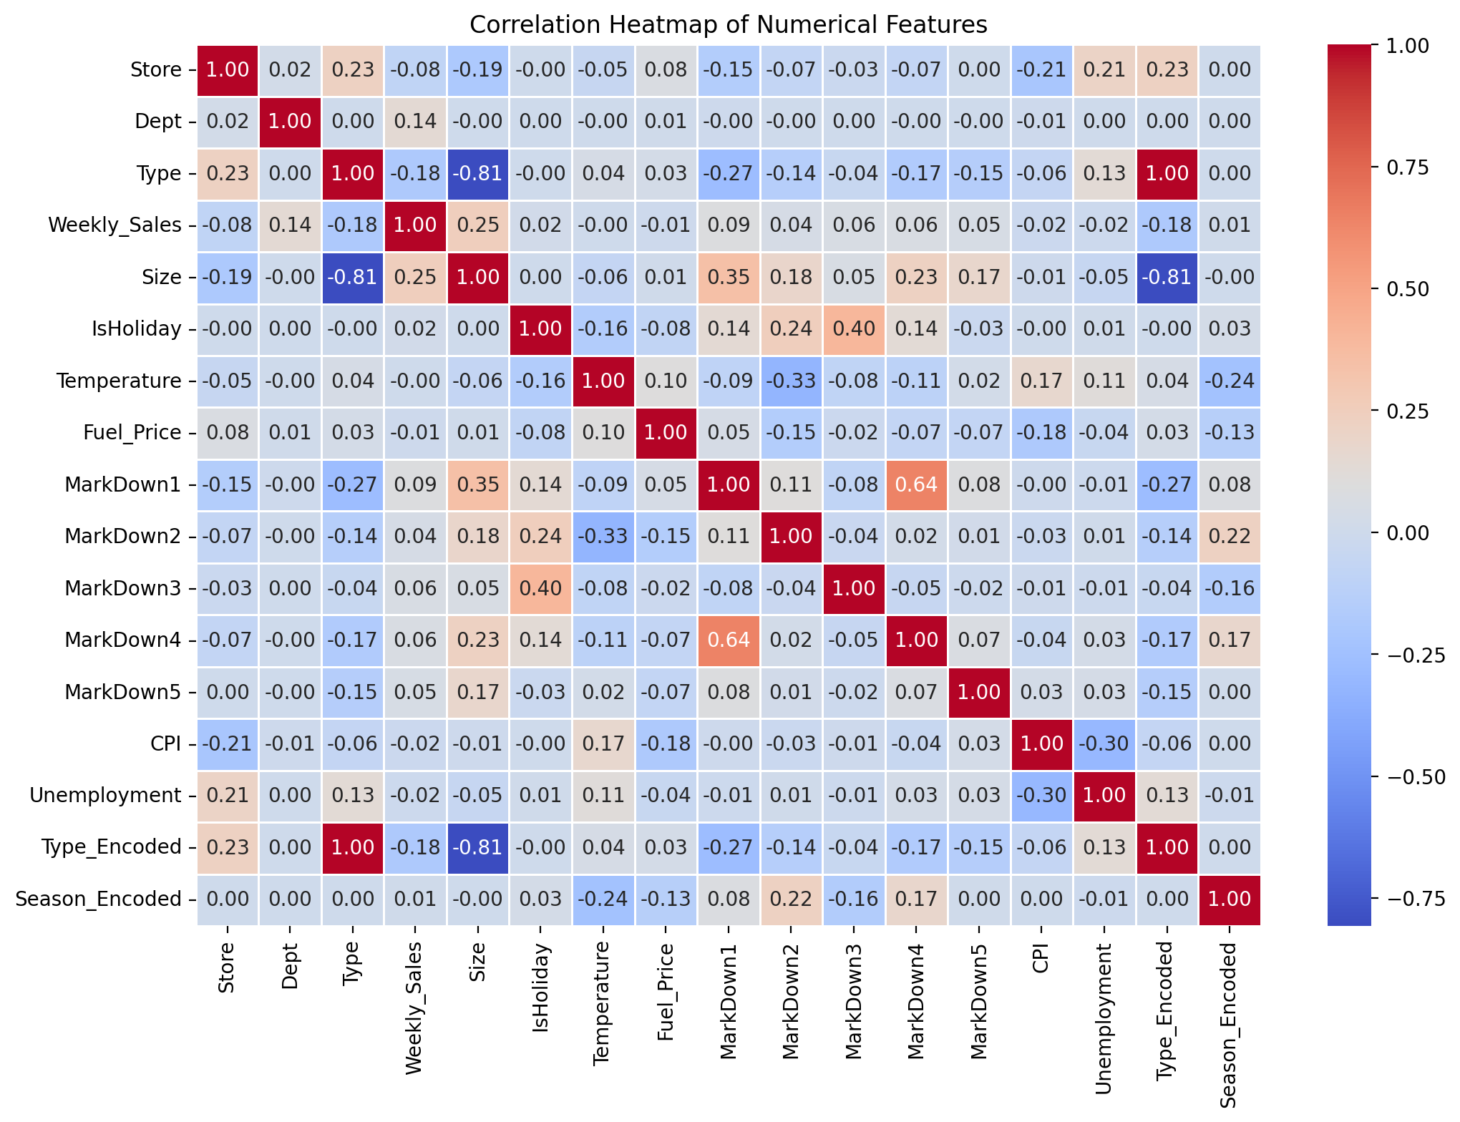 Correlation Heatmap of Numerical Features
Store 1.00 0.02 0.23 -0.08 -0.19 -0.00 -0.05 0.08 -0.15 -0.07 -0.03 -0.07 0.00 -0.21 0.21 0.23 0.00
Dept 0.02 1.00 0.00 0.14 -0.00 0.00 -0.00 0.01 -0.00 -0.00 0.00 -0.00 -0.00 -0.01 0.00 0.00 0.00
Type 0.23 0.00 1.00 -0.18 -0.81 -0.00 0.04 0.03 -0.27 -0.14 -0.04 -0.17 -0.15 -0.06 0.13 1.00 0.00
Weekly_Sales -0.08 0.14 -0.18 1.00 0.25 0.02 -0.00 -0.01 0.09 0.04 0.06 0.06 0.05 -0.02 -0.02 -0.18 0.01
Size -0.19 -0.00 -0.81 0.25 1.00 0.00 -0.06 0.01 0.35 0.18 0.05 0.23 0.17 -0.01 -0.05 -0.81 -0.00
IsHoliday -0.00 0.00 -0.00 0.02 0.00 1.00 -0.16 -0.08 0.14 0.24 0.40 0.14 -0.03 -0.00 0.01 -0.00 0.03
Temperature -0.05 -0.00 0.04 -0.00 -0.06 -0.16 1.00 0.10 -0.09 -0.33 -0.08 -0.11 0.02 0.17 0.11 0.04 -0.24
Fuel_Price 0.08 0.01 0.03 -0.01 0.01 -0.08 0.10 1.00 0.05 -0.15 -0.02 -0.07 -0.07 -0.18 -0.04 0.03 -0.13
MarkDown1 -0.15 -0.00 -0.27 0.09 0.35 0.14 -0.09 0.05 1.00 0.11 -0.08 0.64 0.08 -0.00 -0.01 -0.27 0.08
MarkDown2 -0.07 -0.00 -0.14 0.04 0.18 0.24 -0.33 -0.15 0.11 1.00 -0.04 0.02 0.01 -0.03 0.01 -0.14 0.22
MarkDown3 -0.03 0.00 -0.04 0.06 0.05 0.40 -0.08 -0.02 -0.08 -0.04 1.00 -0.05 -0.02 -0.01 -0.01 -0.04 -0.16
MarkDown4 -0.07 -0.00 -0.17 0.06 0.23 0.14 -0.11 -0.07 0.64 0.02 -0.05 1.00 0.07 -0.04 0.03 -0.17 0.17
MarkDown5 0.00 -0.00 -0.15 0.05 0.17 -0.03 0.02 -0.07 0.08 0.01 -0.02 0.07 1.00 0.03 0.03 -0.15 0.00
CPI -0.21 -0.01 -0.06 -0.02 -0.01 -0.00 0.17 -0.18 -0.00 -0.03 -0.01 -0.04 0.03 1.00 -0.30 -0.06 0.00
Unemployment 0.21 0.00 0.13 -0.02 -0.05 0.01 0.11 -0.04 -0.01 0.01 -0.01 0.03 0.03 -0.30 1.00 0.13 -0.01
Type_Encoded 0.23 0.00 1.00 -0.18 -0.81 -0.00 0.04 0.03 -0.27 -0.14 -0.04 -0.17 -0.15 -0.06 0.13 1.00 0.00
Season_Encoded 0.00 0.00 0.00 0.01 -0.00 0.03 -0.24 -0.13 0.08 0.22 -0.16 0.17 0.00 0.00 -0.01 0.00 1.00
Store
Dept
Type
Weekly_Sales
Size
IsHoliday
Temperature
Fuel_Price
MarkDown1
MarkDown2
MarkDown3
MarkDown4
MarkDown5
CPI
Unemployment
Type_Encoded
Season_Encoded
1.00
0.75
0.50
0.25
0.00
−0.25
−0.50
−0.75